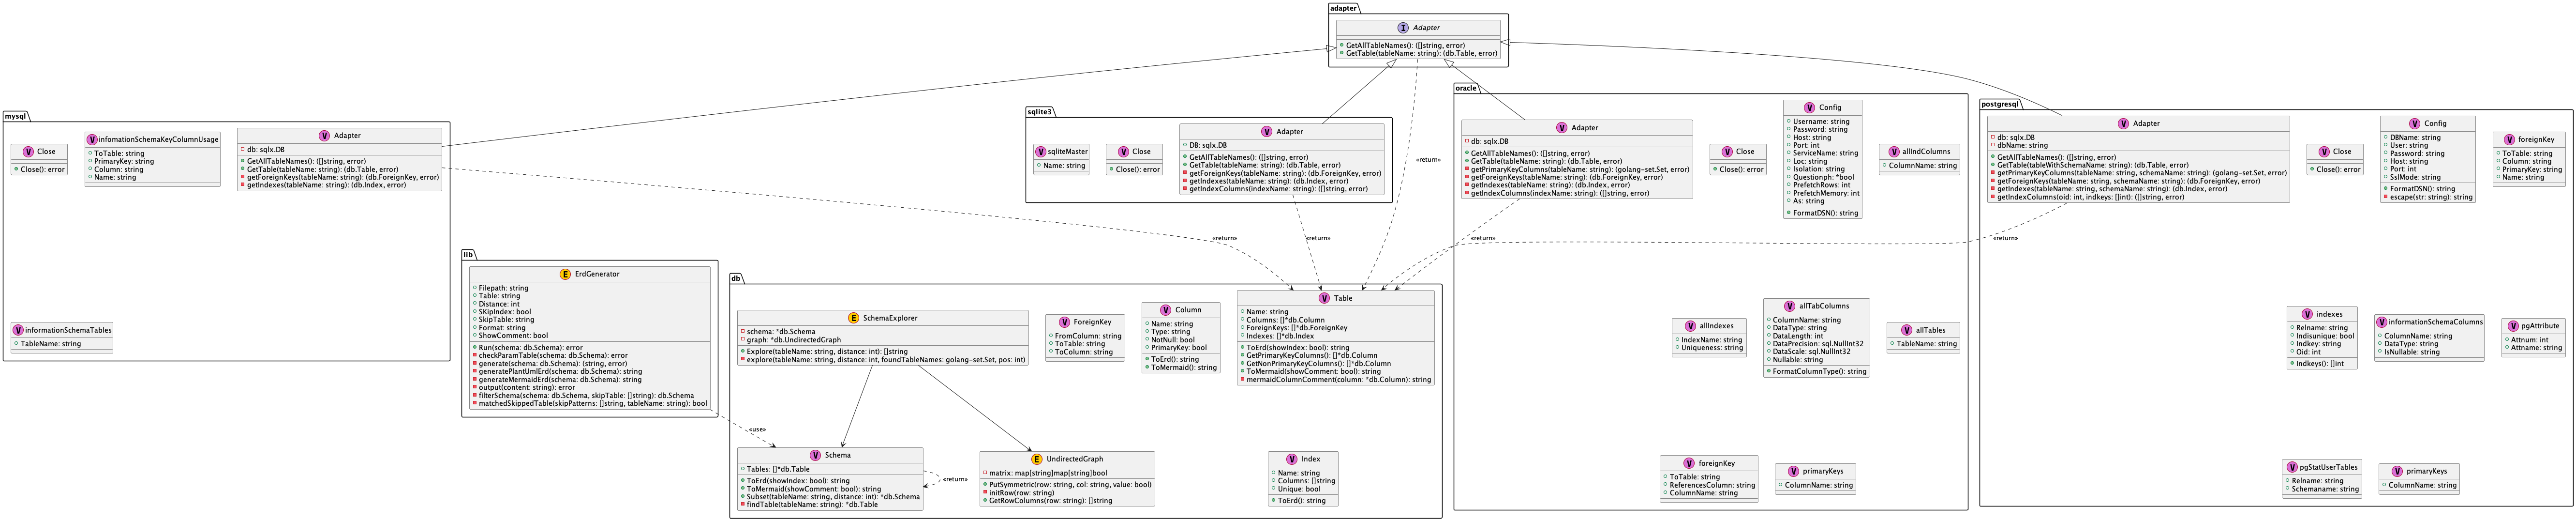 adapter
I Adapter
GetAllTableNames(): ([]string, error)
GetTable(tableName: string): (db.Table, error)
mysql
V Close
Close(): error
V infomationSchemaKeyColumnUsage
ToTable: string
PrimaryKey: string
Column: string
Name: string
V Adapter
db: sqlx.DB
GetAllTableNames(): ([]string, error)
GetTable(tableName: string): (db.Table, error)
getForeignKeys(tableName: string): (db.ForeignKey, error)
getIndexes(tableName: string): (db.Index, error)
V informationSchemaTables
TableName: string
sqlite3
V sqliteMaster
Name: string
V Close
Close(): error
V Adapter
DB: sqlx.DB
GetAllTableNames(): ([]string, error)
GetTable(tableName: string): (db.Table, error)
getForeignKeys(tableName: string): (db.ForeignKey, error)
getIndexes(tableName: string): (db.Index, error)
getIndexColumns(indexName: string): ([]string, error)
oracle
V Adapter
db: sqlx.DB
GetAllTableNames(): ([]string, error)
GetTable(tableName: string): (db.Table, error)
getPrimaryKeyColumns(tableName: string): (golang-set.Set, error)
getForeignKeys(tableName: string): (db.ForeignKey, error)
getIndexes(tableName: string): (db.Index, error)
getIndexColumns(indexName: string): ([]string, error)
V Close
Close(): error
V Config
Username: string
Password: string
Host: string
Port: int
ServiceName: string
Loc: string
Isolation: string
Questionph: *bool
PrefetchRows: int
PrefetchMemory: int
As: string
FormatDSN(): string
V allIndColumns
ColumnName: string
V allIndexes
IndexName: string
Uniqueness: string
V allTabColumns
ColumnName: string
DataType: string
DataLength: int
DataPrecision: sql.NullInt32
DataScale: sql.NullInt32
Nullable: string
FormatColumnType(): string
V allTables
TableName: string
V foreignKey
ToTable: string
ReferencesColumn: string
ColumnName: string
V primaryKeys
ColumnName: string
postgresql
V Adapter
db: sqlx.DB
dbName: string
GetAllTableNames(): ([]string, error)
GetTable(tableWithSchemaName: string): (db.Table, error)
getPrimaryKeyColumns(tableName: string, schemaName: string): (golang-set.Set, error)
getForeignKeys(tableName: string, schemaName: string): (db.ForeignKey, error)
getIndexes(tableName: string, schemaName: string): (db.Index, error)
getIndexColumns(oid: int, indkeys: []int): ([]string, error)
V Close
Close(): error
V Config
DBName: string
User: string
Password: string
Host: string
Port: int
SslMode: string
FormatDSN(): string
escape(str: string): string
V foreignKey
ToTable: string
Column: string
PrimaryKey: string
Name: string
V indexes
Relname: string
Indisunique: bool
Indkey: string
Oid: int
Indkeys(): []int
V informationSchemaColumns
ColumnName: string
DataType: string
IsNullable: string
V pgAttribute
Attnum: int
Attname: string
V pgStatUserTables
Relname: string
Schemaname: string
V primaryKeys
ColumnName: string
«return»
«return»
«return»
«return»
«return»
lib
E ErdGenerator
Filepath: string
Table: string
Distance: int
SKipIndex: bool
SkipTable: string
Format: string
ShowComment: bool
Run(schema: db.Schema): error
checkParamTable(schema: db.Schema): error
generate(schema: db.Schema): (string, error)
generatePlantUmlErd(schema: db.Schema): string
generateMermaidErd(schema: db.Schema): string
output(content: string): error
filterSchema(schema: db.Schema, skipTable: []string): db.Schema
matchedSkippedTable(skipPatterns: []string, tableName: string): bool
«use»
db
E SchemaExplorer
schema: *db.Schema
graph: *db.UndirectedGraph
Explore(tableName: string, distance: int): []string
explore(tableName: string, distance: int, foundTableNames: golang-set.Set, pos: int)
V ForeignKey
FromColumn: string
ToTable: string
ToColumn: string
V Column
Name: string
Type: string
NotNull: bool
PrimaryKey: bool
ToErd(): string
ToMermaid(): string
V Table
Name: string
Columns: []*db.Column
ForeignKeys: []*db.ForeignKey
Indexes: []*db.Index
ToErd(showIndex: bool): string
GetPrimaryKeyColumns(): []*db.Column
GetNonPrimaryKeyColumns(): []*db.Column
ToMermaid(showComment: bool): string
mermaidColumnComment(column: *db.Column): string
V Schema
Tables: []*db.Table
ToErd(showIndex: bool): string
ToMermaid(showComment: bool): string
Subset(tableName: string, distance: int): *db.Schema
findTable(tableName: string): *db.Table
«return»
E UndirectedGraph
matrix: map[string]map[string]bool
PutSymmetric(row: string, col: string, value: bool)
initRow(row: string)
GetRowColumns(row: string): []string
V Index
Name: string
Columns: []string
Unique: bool
ToErd(): string